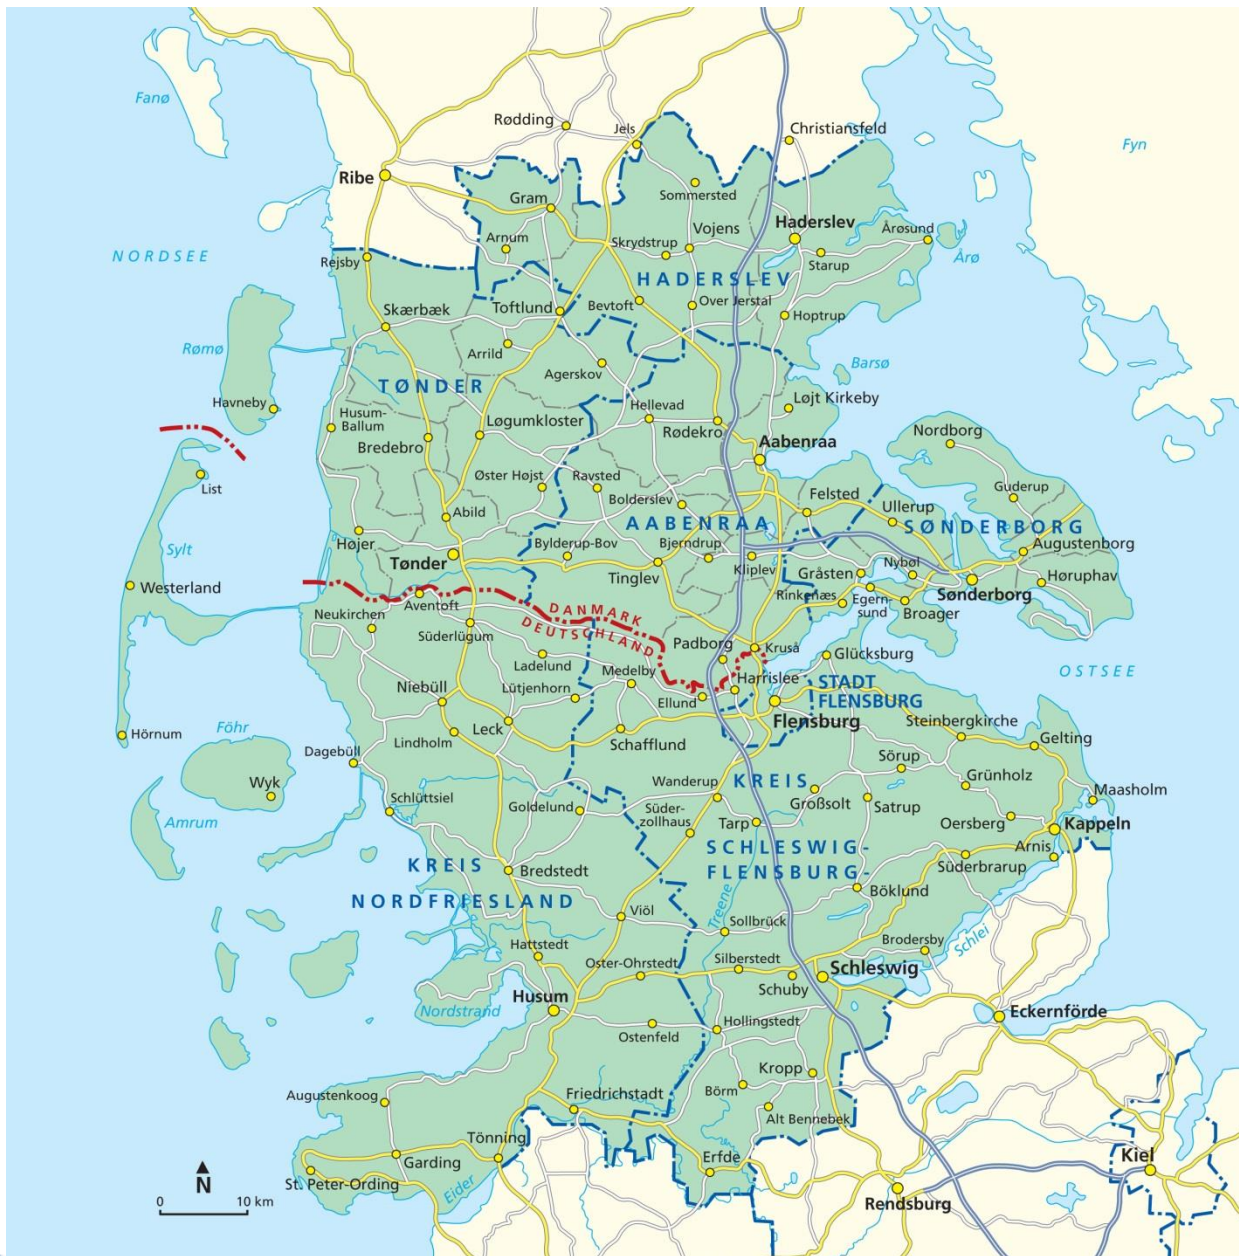 Fanø
Rødding
Jels
Christiansfeld
Fyn
Ribe
Gram
Sommersted
NORDSEE
Arnum
Skrydstrup
Vojens
Haderslev
Årøsund
Rejsby
Starup
Årø
HADERSLEV
Skærbæk
Toftlund
Bevtoft
Over Jerstal
Hoptrup
Rømø
Arrild
Agerskov
Barsø
TØNDER
Havneby
Husum-
Ballum
Løgumkloster
Hellevad
Løjt Kirkeby
Bredebro
Rødekro
Aabenraa
Nordborg
List
Øster Højst
Ravsted
Bolderslev
Felsted
Guderup
Abild
AABENRAA
Ullerup
SØNDERBORG
Højer
Tønder
Bylderup-Bov
Bjerndrup
Augustenborg
Sylt
Tinglev
Kliplev
Gråsten
Nybøl
Høruphav
Westerland
Rinkenæs
Egern-
sund
Broager
Sønderborg
Neukirchen
Aventoft
DANMARK
DEUTSCHLAND
Süderlügum
Padborg
Kruså
Glücksburg
OSTSEE
Ladelund
Medelby
Harrislee
STADT
FLENSBURG
Niebüll
Lütjenhorn
Ellund
Flensburg
Steinbergkirche
Hörnum
Föhr
Lindholm
Leck
Schafflund
Gelting
Dagebüll
Sörup
Wyk
Wanderup
KREIS
Grünholz
Maasholm
Schlüttsiel
Goldelund
Süder-
zollhaus
Großsolt
Satrup
Amrum
Tarp
Oersberg
Kappeln
KREIS
NORDFRIESLAND
SCHLESWIG-
FLENSBURG-
Arnis
Süderbrarup
Bredstedt
Böklund
Viöl
Treene
Sollbrück
Hattstedt
Brodersby
Schlei
Oster-Ohrstedt
Silberstedt
Schleswig
Schuby
Husum
Nordstrand
Eckernförde
Ostenfeld
Hollingstedt
Kropp
Augustenkoog
Friedrichstadt
Börm
Alt Bennebek
Tönning
Garding
Erfde
Kiel
St. Peter-Ording
Eider
Rendsburg
N
0 10 km